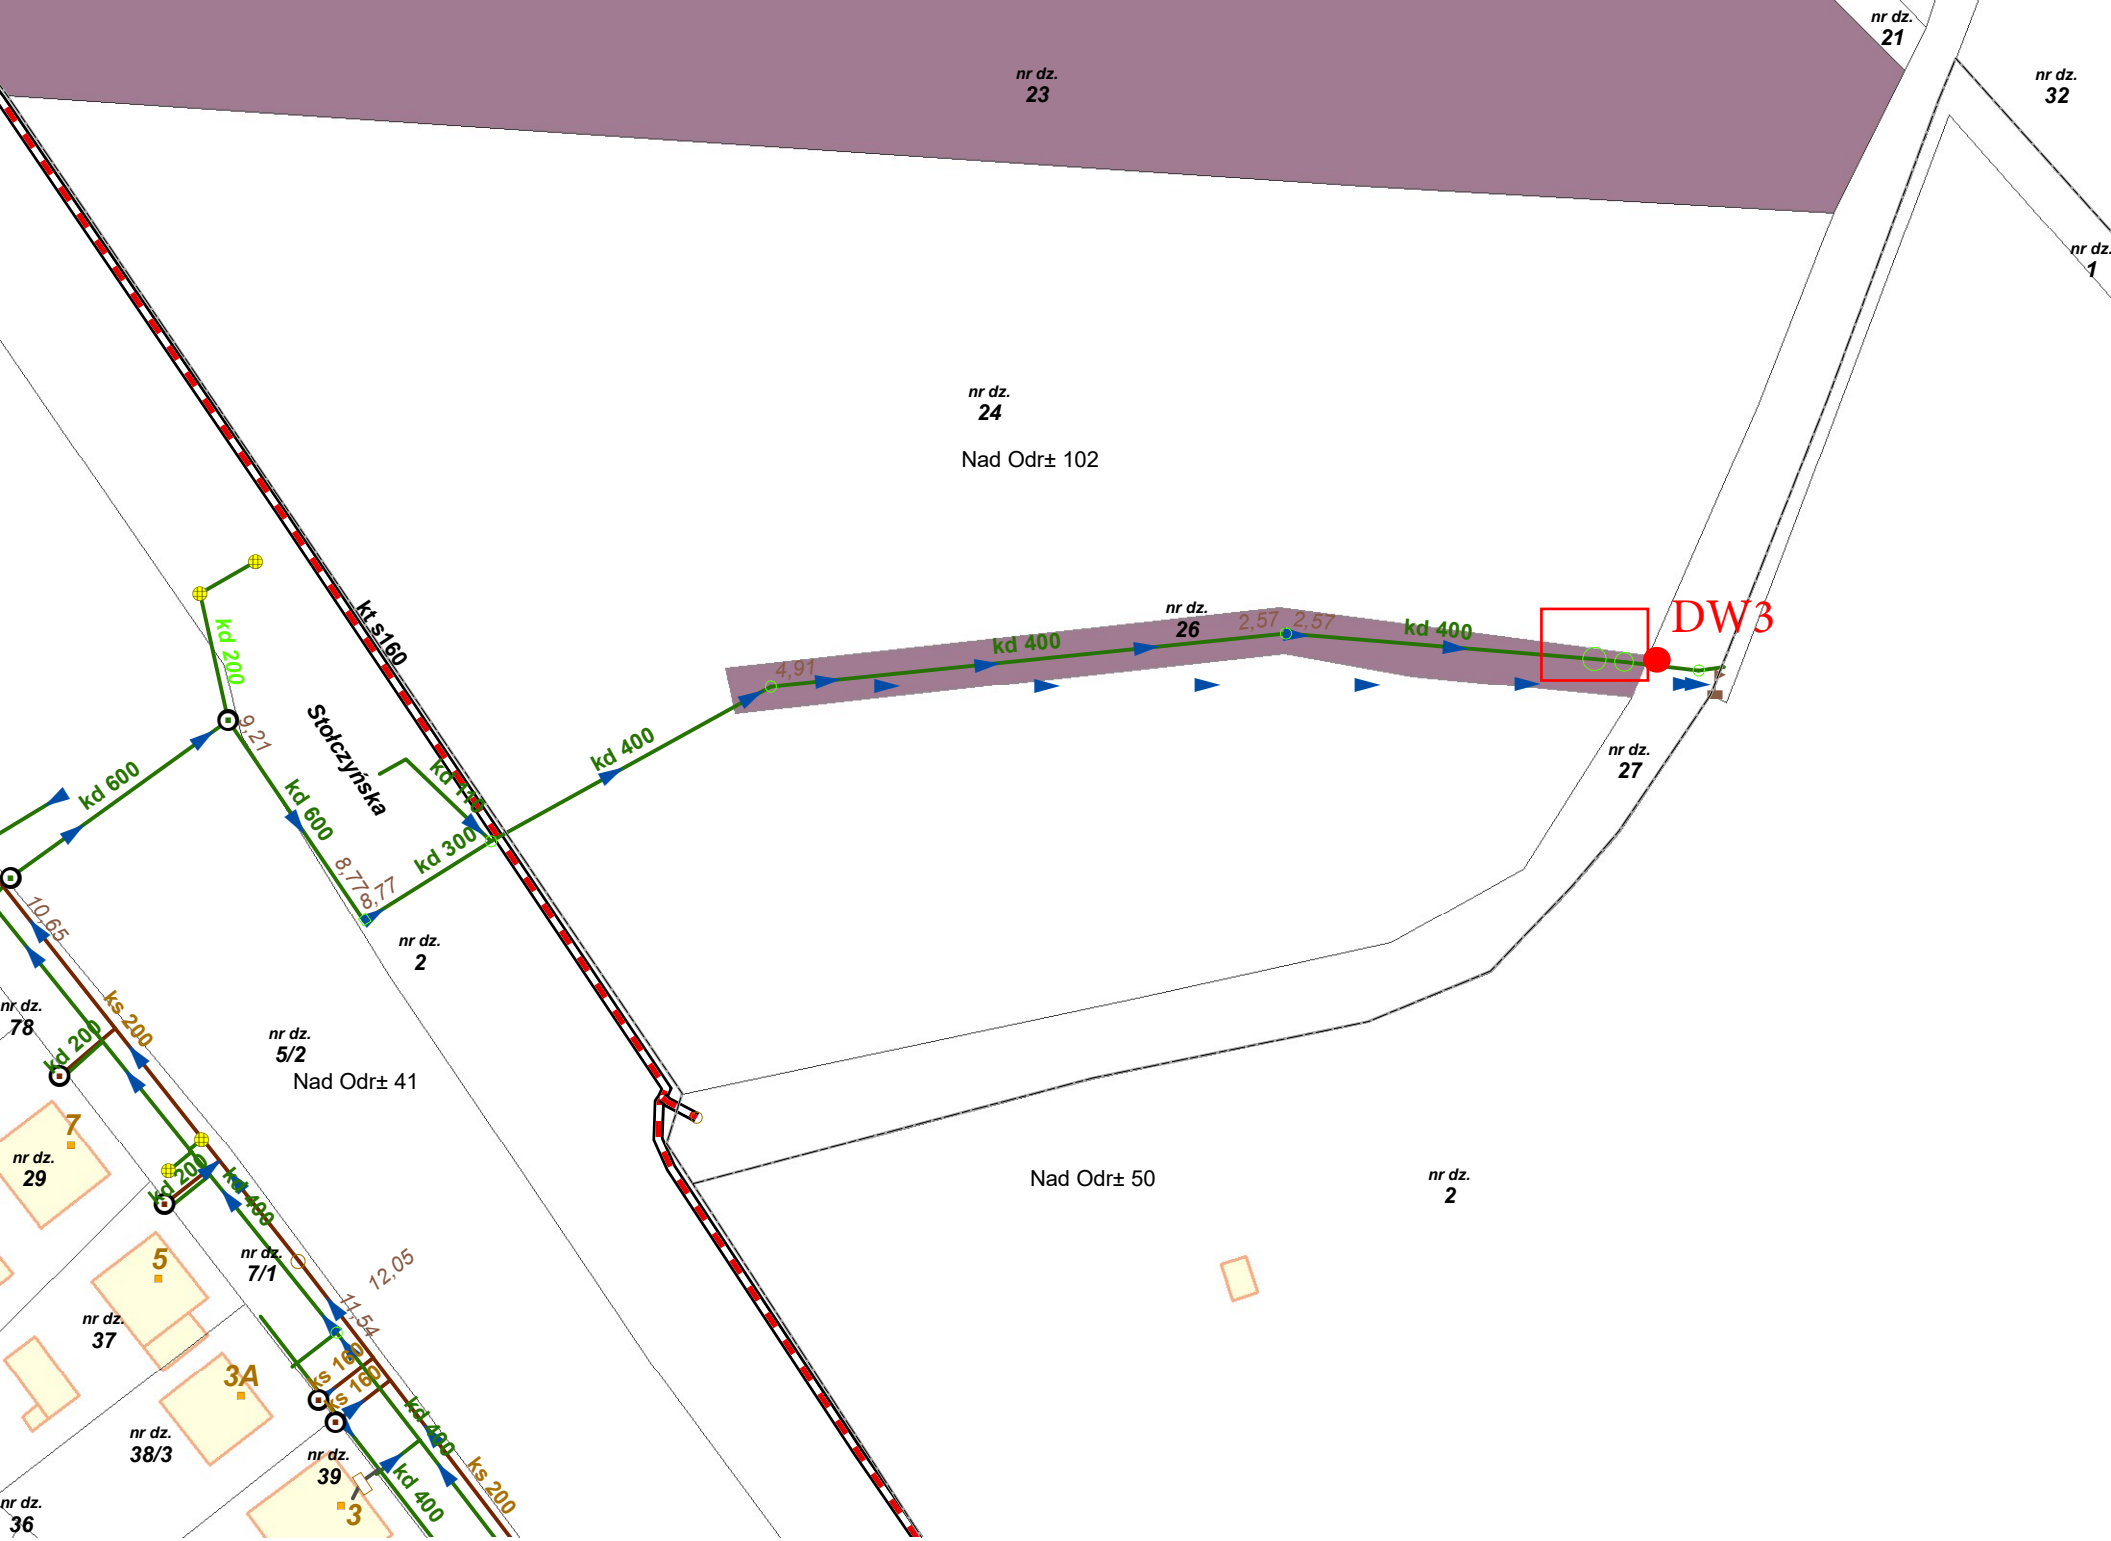 nr dz.
21
nr dz.
23
nr dz.
32
nr dz.
1
nr dz.
24
Nad Odr± 102
kt s160
nr dz.
26
2,57
2,57
kd 400
kd 400
DW3
4,91
kd 200
9,21
Stołczyńska
kd 400
nr dz.
27
kd 600
kd 600
kd 300
8,77
8,77
10,65
nr dz.
2
nr dz.
78
ks 200
kd 200
nr dz.
5/2
Nad Odr± 41
7
nr dz.
29
kd 200
kd 400
Nad Odr± 50
nr dz.
2
5
nr dz.
7/1
12,05
11,54
nr dz.
37
ks 160
ks 160
3A
kd 400
nr dz.
38/3
nr dz.
39
kd 400
ks 200
nr dz.
36
3